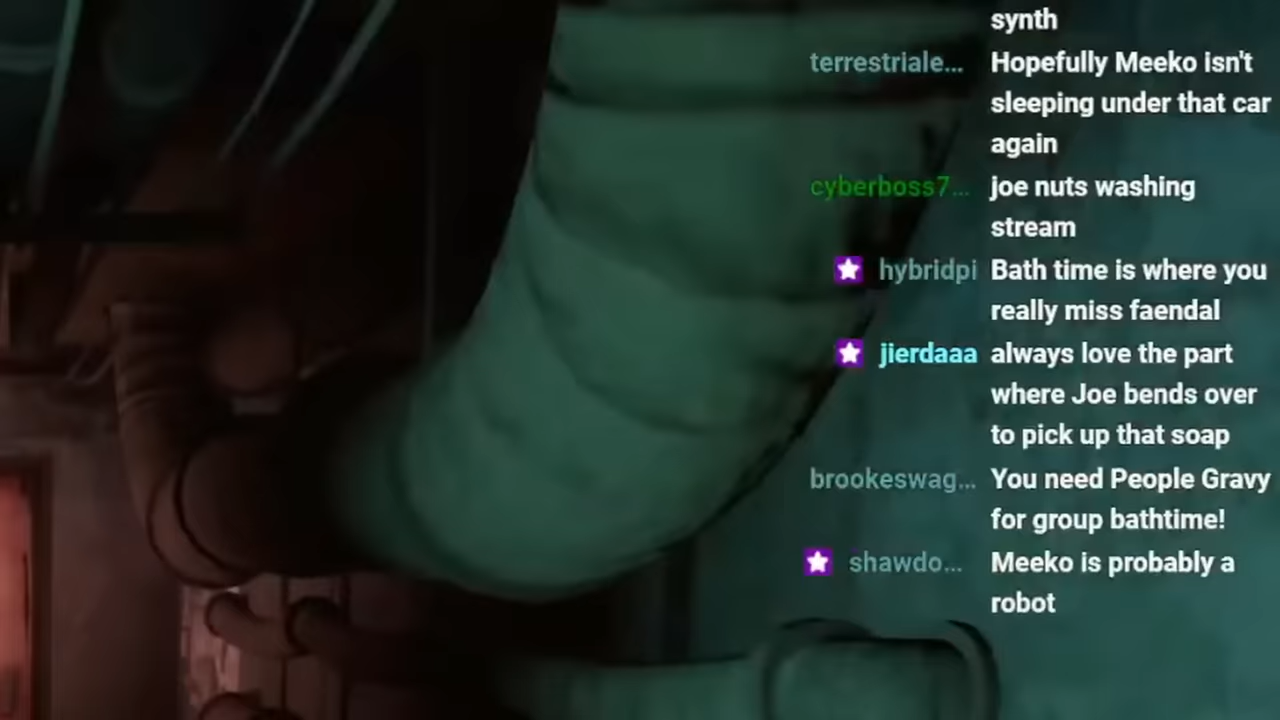 synth
terrestriale… Hopefully Meeko isn't
sleeping under that car
again
cyberboss7… joe nuts washing
stream
hybridpi Bath time is where you
really miss faendal
jierdaaa always love the part
where Joe bends over
to pick up that soap
brookeswag… You need People Gravy
for group bathtime!
shawdo… Meeko is probably a
robot